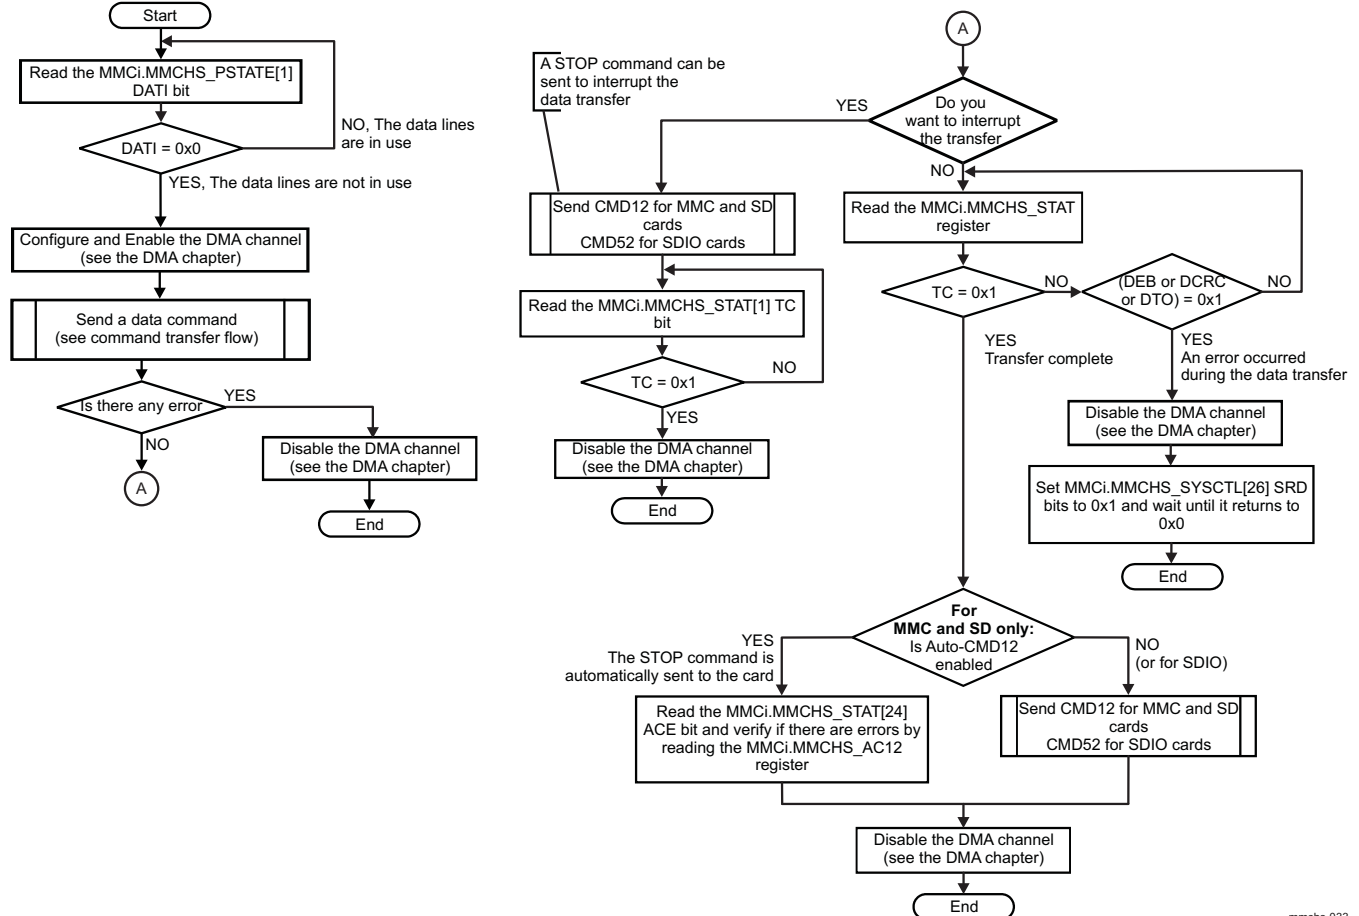 Start
Read the MMCi.MMCHS_PSTATE[1]
DATI bit
NO, The data lines
are in use
DATI = 0x0
YES, The data lines are not in use
Configure and Enable the DMA channel
(see the DMA chapter)
Send a data command
(see command transfer flow)
Is there any error
YES
NO
A
Disable the DMA channel
(see the DMA chapter)
End
A STOP command can be
sent to interrupt the
data transfer
A
Do you
want to interrupt
the transfer
YES
NO
Send CMD12 for MMC and SD
cards
CMD52 for SDIO cards
Read the MMCi.MMCHS_STAT[1] TC
bit
TC = 0x1
NO
YES
Disable the DMA channel
(see the DMA chapter)
End
Read the MMCi.MMCHS_STAT
register
TC = 0x1
NO
(DEB or DCRC
or DTO) = 0x1
NO
YES
Transfer complete
YES
An error occurred
during the data transfer
Disable the DMA channel
(see the DMA chapter)
Set MMCi.MMCHS_SYSCTL[26] SRD
bits to 0x1 and wait until it returns to
0x0
End
For
MMC and SD only:
Is Auto-CMD12
enabled
YES
The STOP command is
automatically sent to the card
NO
(or for SDIO)
Read the MMCi.MMCHS_STAT[24]
ACE bit and verify if there are errors by
reading the MMCi.MMCHS_AC12
register
Send CMD12 for MMC and SD
cards
CMD52 for SDIO cards
Disable the DMA channel
(see the DMA chapter)
End